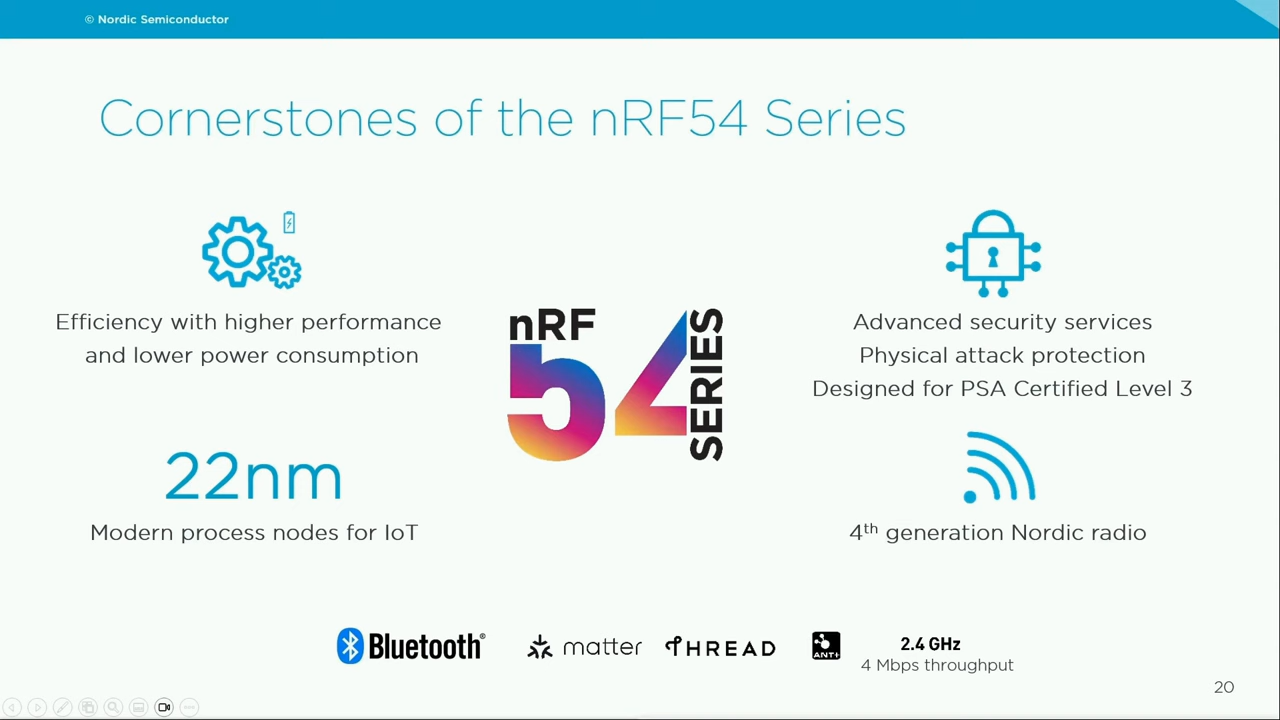 © Nordic Semiconductor
Cornerstones of the nRF54 Series
Efficiency with higher performance
and lower power consumption
22nm
Modern process nodes for IoT
nRF
54
SERIES
Advanced security services
Physical attack protection
Designed for PSA Certified Level 3
4th generation Nordic radio
Bluetooth®
matter
THREAD
ANT+
2.4 GHz
4 Mbps throughput
20